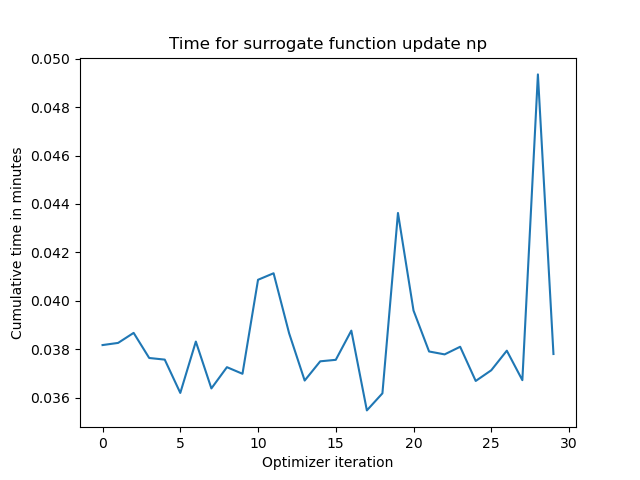 Time for surrogate function update np
0.050
0.048
0.046
0.044
0.042
0.040
0.038
0.036
Cumulative time in minutes
0 5 10 15 20 25 30
Optimizer iteration